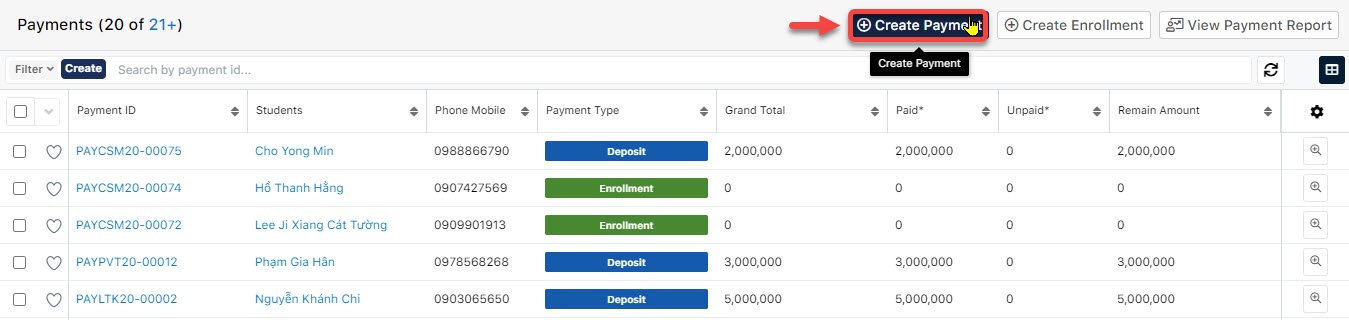 Payments (20 of 21+)
Create Payment
Create Enrollment
View Payment Report
Create Payment
Filter Create Search by payment id...
Payment ID Students Phone Mobile Payment Type Grand Total Paid* Unpaid* Remain Amount
PAYCSM20-00075 Cho Yong Min 0988866790 Deposit 2,000,000 2,000,000 0 2,000,000
PAYCSM20-00074 Hồ Thanh Hằng 0907427569 Enrollment 0 0 0 0
PAYCSM20-00072 Lee Ji Xiang Cát Tường 0909901913 Enrollment 0 0 0 0
PAYPVT20-00012 Phạm Gia Hân 0978568268 Deposit 3,000,000 3,000,000 0 3,000,000
PAYLTK20-00002 Nguyễn Khánh Chi 0903065650 Deposit 5,000,000 5,000,000 0 5,000,000